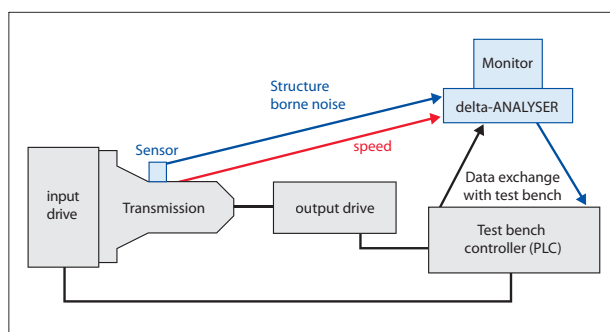 Monitor
Structure
borne noise
delta-ANALYSER
Sensor
speed
input
drive
Transmission
output drive
Data exchange
with test bench
Test bench
controller (PLC)